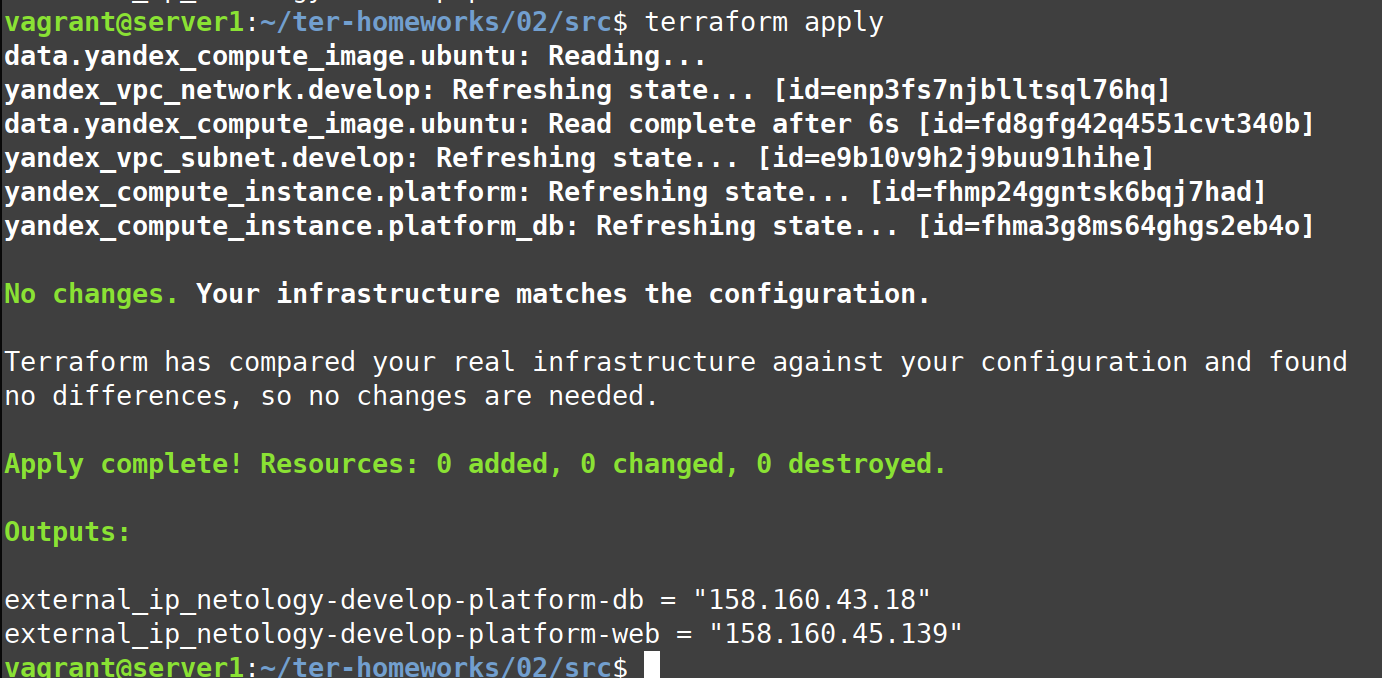 vagrant@server1:~/ter-homeworks/02/src$ terraform apply
data.yandex_compute_image.ubuntu: Reading...
yandex_vpc_network.develop: Refreshing state... [id=enp3fs7njblltsql76hq]
data.yandex_compute_image.ubuntu: Read complete after 6s [id=fd8gfg42q4551cvt340b]
yandex_vpc_subnet.develop: Refreshing state... [id=e9b10v9h2j9buu91hihe]
yandex_compute_instance.platform: Refreshing state... [id=fhmp24ggntsk6bqj7had]
yandex_compute_instance.platform_db: Refreshing state... [id=fhma3g8ms64ghgs2eb4o]
No changes. Your infrastructure matches the configuration.
Terraform has compared your real infrastructure against your configuration and found
no differences, so no changes are needed.
Apply complete! Resources: 0 added, 0 changed, 0 destroyed.
Outputs:
external_ip_netology-develop-platform-db = "158.160.43.18"
external_ip_netology-develop-platform-web = "158.160.45.139"
vagrant@server1:~/ter-homeworks/02/src$